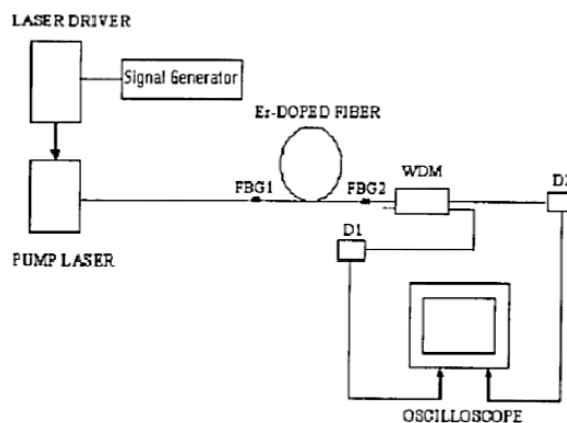 LASER DRIVER
Signal Generator
Er-DOPED FIBER
FBG1
FBG2
WDM
D2
D1
PUMP LASER
OSCILLOSCOPE